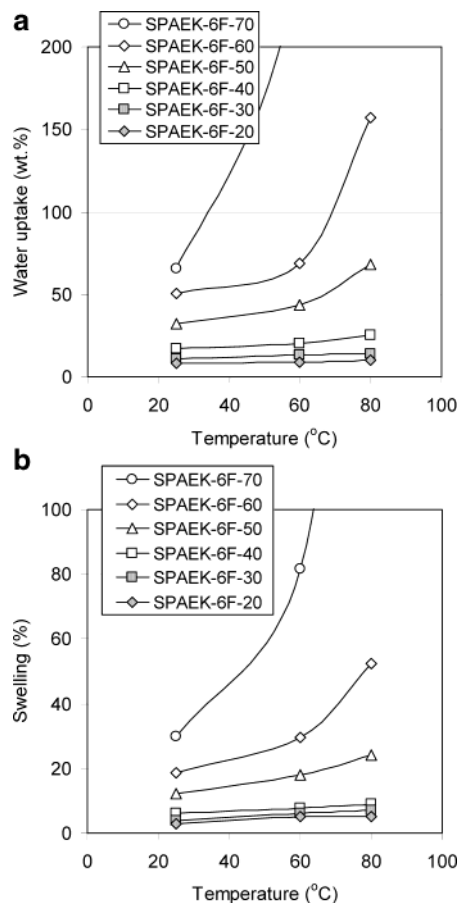 a
SPAEK-6F-70
SPAEK-6F-60
SPAEK-6F-50
SPAEK-6F-40
SPAEK-6F-30
SPAEK-6F-20
200
150
100
50
0
Water uptake (wt.%)
0 20 40 60 80 100
Temperature (°C)
b
SPAEK-6F-70
SPAEK-6F-60
SPAEK-6F-50
SPAEK-6F-40
SPAEK-6F-30
SPAEK-6F-20
100
80
60
40
20
0
Swelling (%)
0 20 40 60 80 100
Temperature (°C)